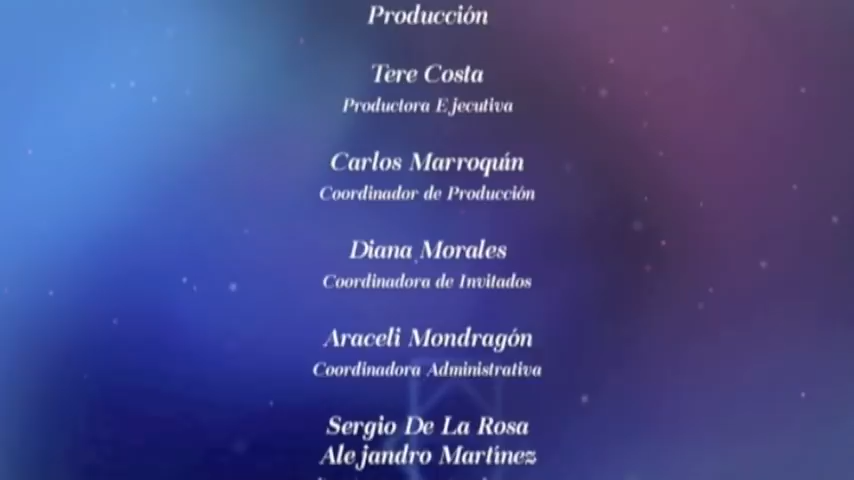 Producción
Tere Costa
Productora Ejecutiva
Carlos Marroquín
Coordinador de Producción
Diana Morales
Coordinadora de Invitados
Araceli Mondragón
Coordinadora Administrativa
Sergio De La Rosa
Alejandro Martínez